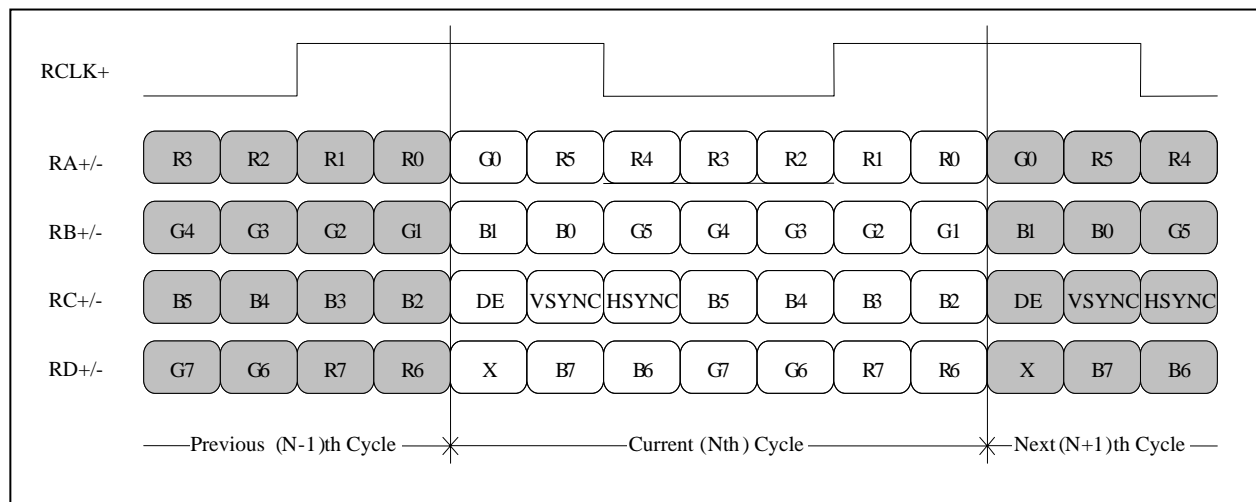 RCLK+
RA+/- R3 R2 R1 R0 G0 R5 R4 R3 R2 R1 R0 G0 R5 R4
RB+/- G4 G3 G2 G1 B1 B0 G5 G4 G3 G2 G1 B1 B0 G5
RC+/- B5 B4 B3 B2 DE VSYNC HSYNC B5 B4 B3 B2 DE VSYNC HSYNC
RD+/- G7 G6 R7 R6 X B7 B6 G7 G6 R7 R6 X B7 B6
Previous (N-1)th Cycle Current (Nth) Cycle Next (N+1)th Cycle